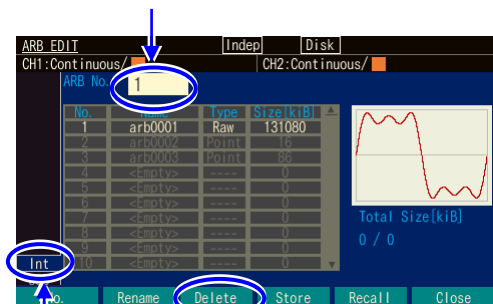 ARB EDIT Indep Disk
CH1:Continuous/ CH2:Continuous/
ARB No. 1
No. Name Type Size[kiB]
1 arb0001 Raw 131080
2 arb0002 Point 16
3 arb0003 Point 86
4 <Empty> ---- 0
5 <Empty> ---- 0
6 <Empty> ---- 0
7 <Empty> ---- 0
8 <Empty> ---- 0
9 <Empty> ---- 0
10 <Empty> ---- 0
Total Size[kiB]
0 / 0
Int
Rename Delete Store Recall Close